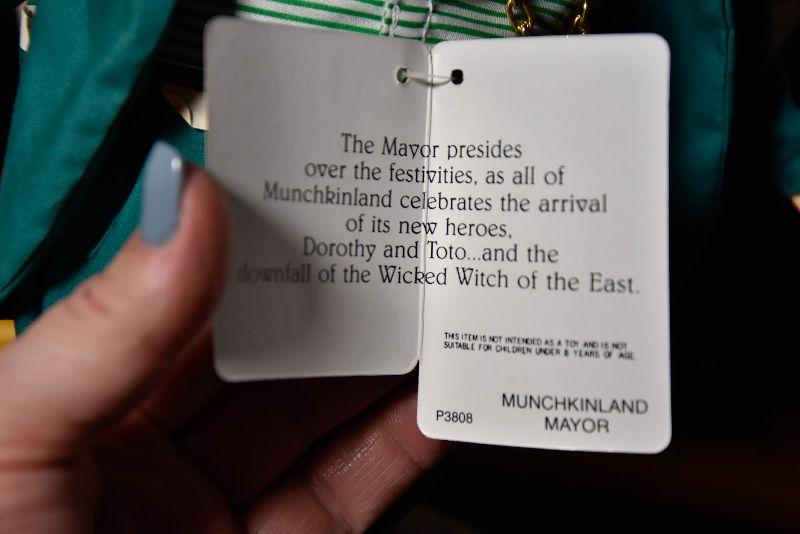 The Mayor presides
over the festivities, as all of
Munchkinland celebrates the arrival
of its new heroes,
Dorothy and Toto...and the
downfall of the Wicked Witch of the East.
THIS ITEM IS NOT INTENDED AS A TOY AND IS NOT
SUITABLE FOR CHILDREN UNDER 8 YEARS OF AGE.
P3808
MUNCHKINLAND
MAYOR